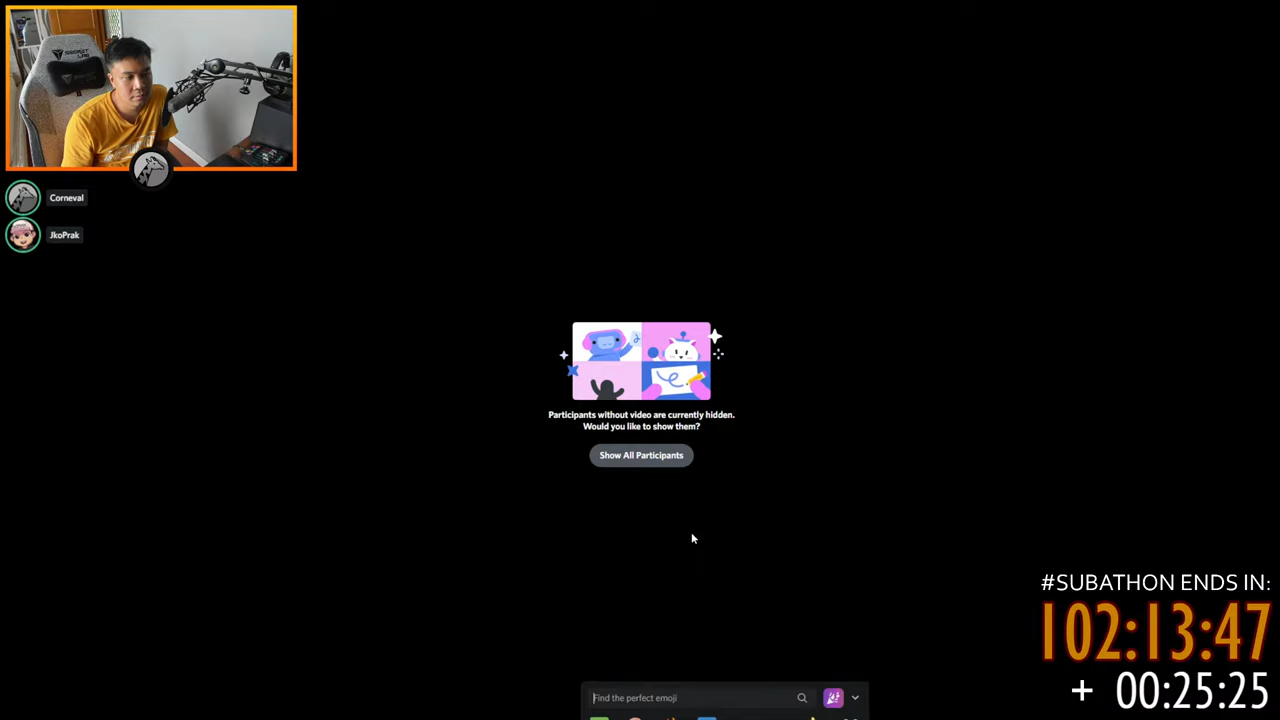 Corneval
JkoPrak
Participants without video are currently hidden.
Would you like to show them?
Show All Participants
#SUBATHON ENDS IN:
102:13:47
+ 00:25:25
Find the perfect emoji